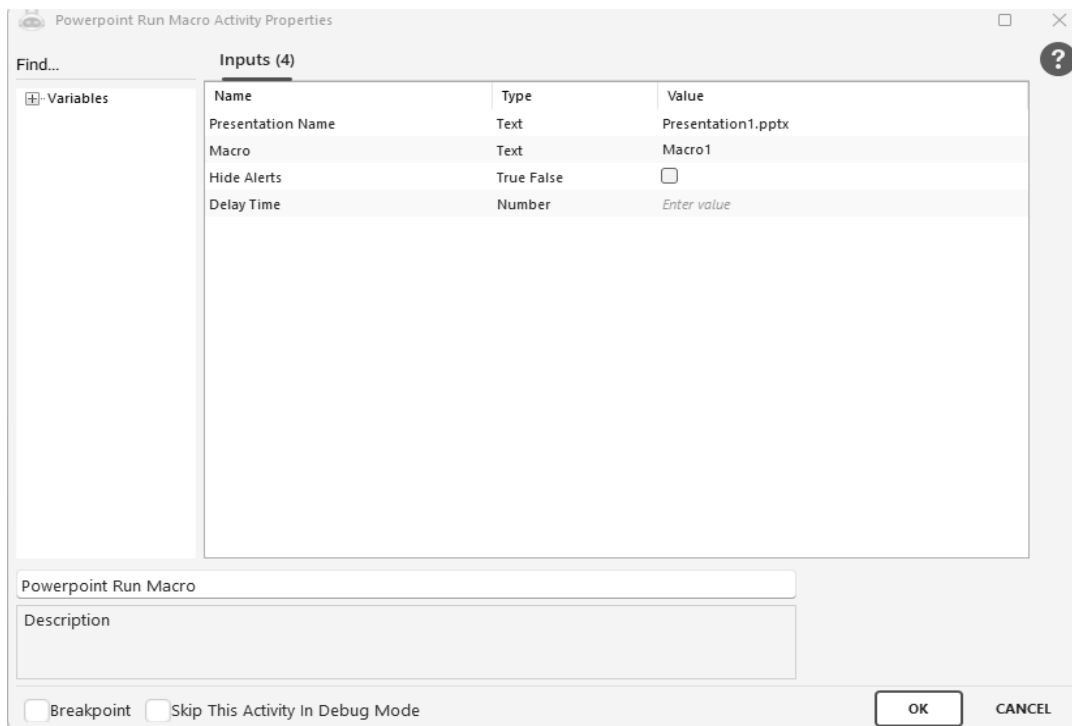 Powerpoint Run Macro Activity Properties
Find...
Inputs (4)
?
Variables
Name Type Value
Presentation Name Text Presentation1.pptx
Macro Text Macro1
Hide Alerts True False
Delay Time Number Enter value
Powerpoint Run Macro
Description
Breakpoint Skip This Activity In Debug Mode OK CANCEL